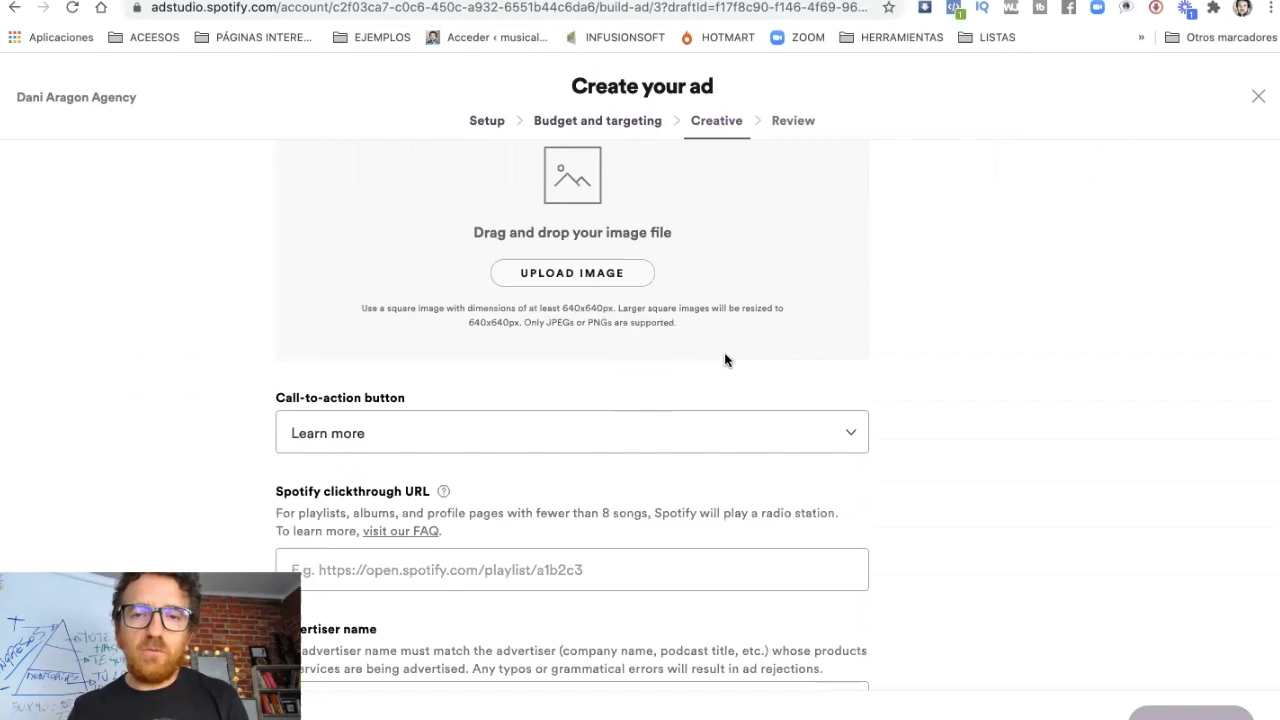 adstudio.spotify.com/account/c2f03ca7-c0c6-450c-a932-6551b44c6da6/build-ad/3?draftId=f17f8c90-f146-4f69-96...
Aplicaciones ACEESOS PÁGINAS INTERE... EJEMPLOS Acceder ‹ musical... INFUSIONSOFT HOTMART ZOOM HERRAMIENTAS LISTAS » Otros marcadores
Dani Aragon Agency
Create your ad
Setup > Budget and targeting > Creative > Review
Drag and drop your image file
UPLOAD IMAGE
Use a square image with dimensions of at least 640x640px. Larger square images will be resized to
640x640px. Only JPEGs or PNGs are supported.
Call-to-action button
Learn more
Spotify clickthrough URL ?
For playlists, albums, and profile pages with fewer than 8 songs, Spotify will play a radio station.
To learn more, visit our FAQ.
E.g. https://open.spotify.com/playlist/a1b2c3
ertiser name
advertiser name must match the advertiser (company name, podcast title, etc.) whose products
ervices are being advertised. Any typos or grammatical errors will result in ad rejections.